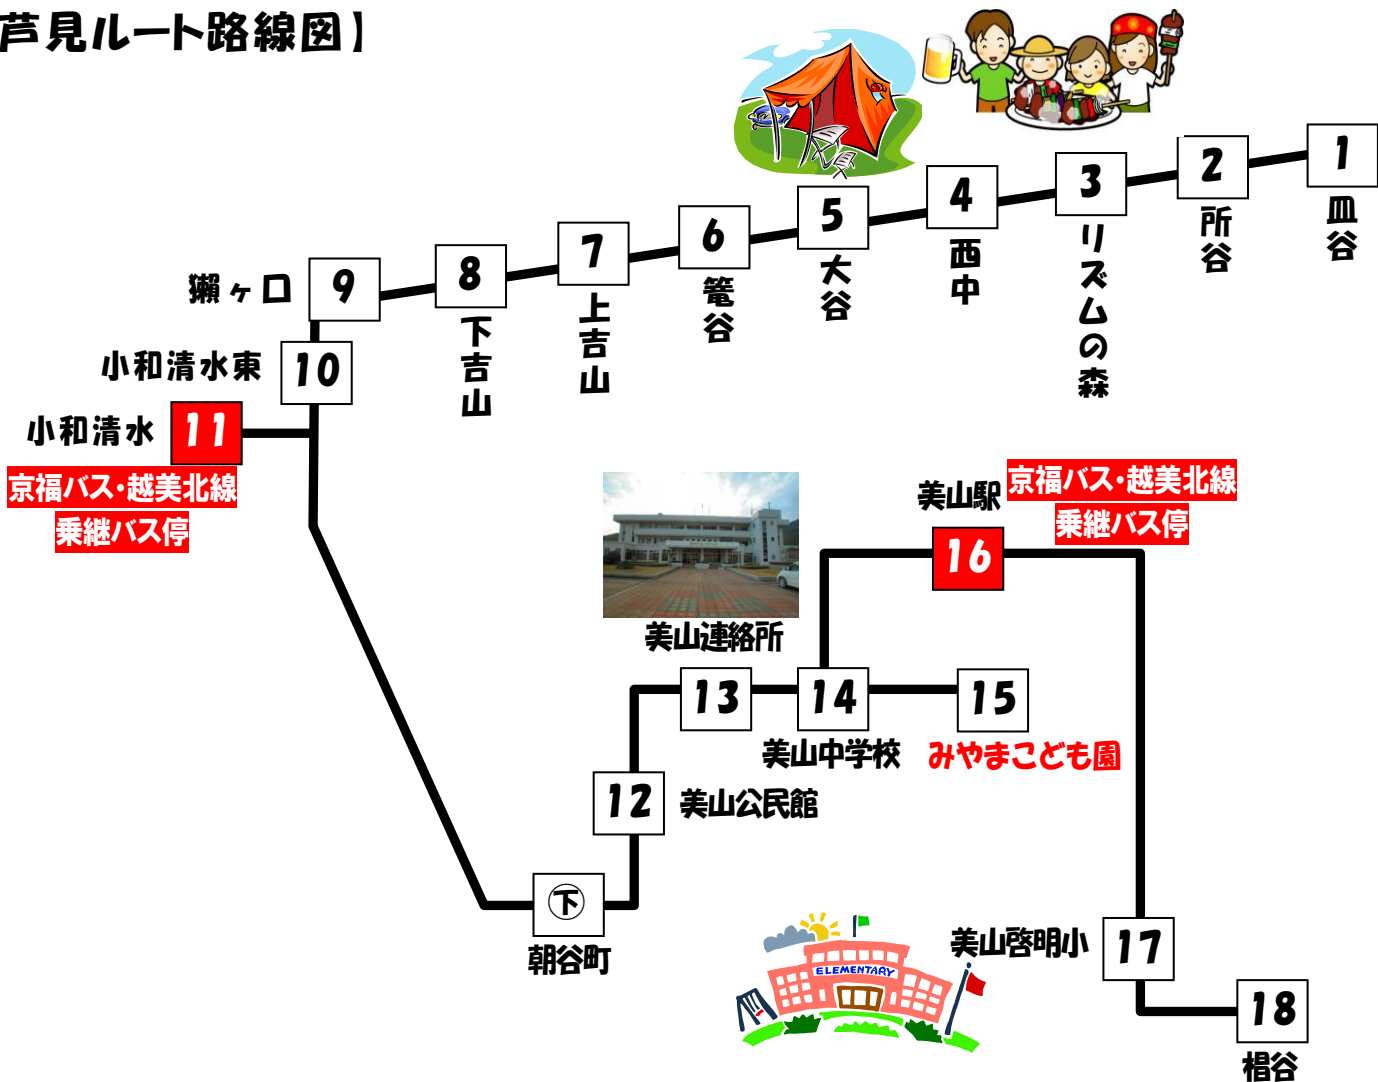 芦見ルート路線図】
1
皿谷
2
所谷
3
リズムの森
4
西中
5
大谷
6
篭谷
7
上吉山
8
下吉山
獺ヶ口
9
小和清水東
10
小和清水
11
京福バス・越美北線
乗継バス停
美山駅
京福バス・越美北線
乗継バス停
16
美山連絡所
13
14
15
美山中学校
みやまこども園
12
美山公民館
㊦
朝谷町
ELEMENTARY
美山啓明小
17
18
椙谷